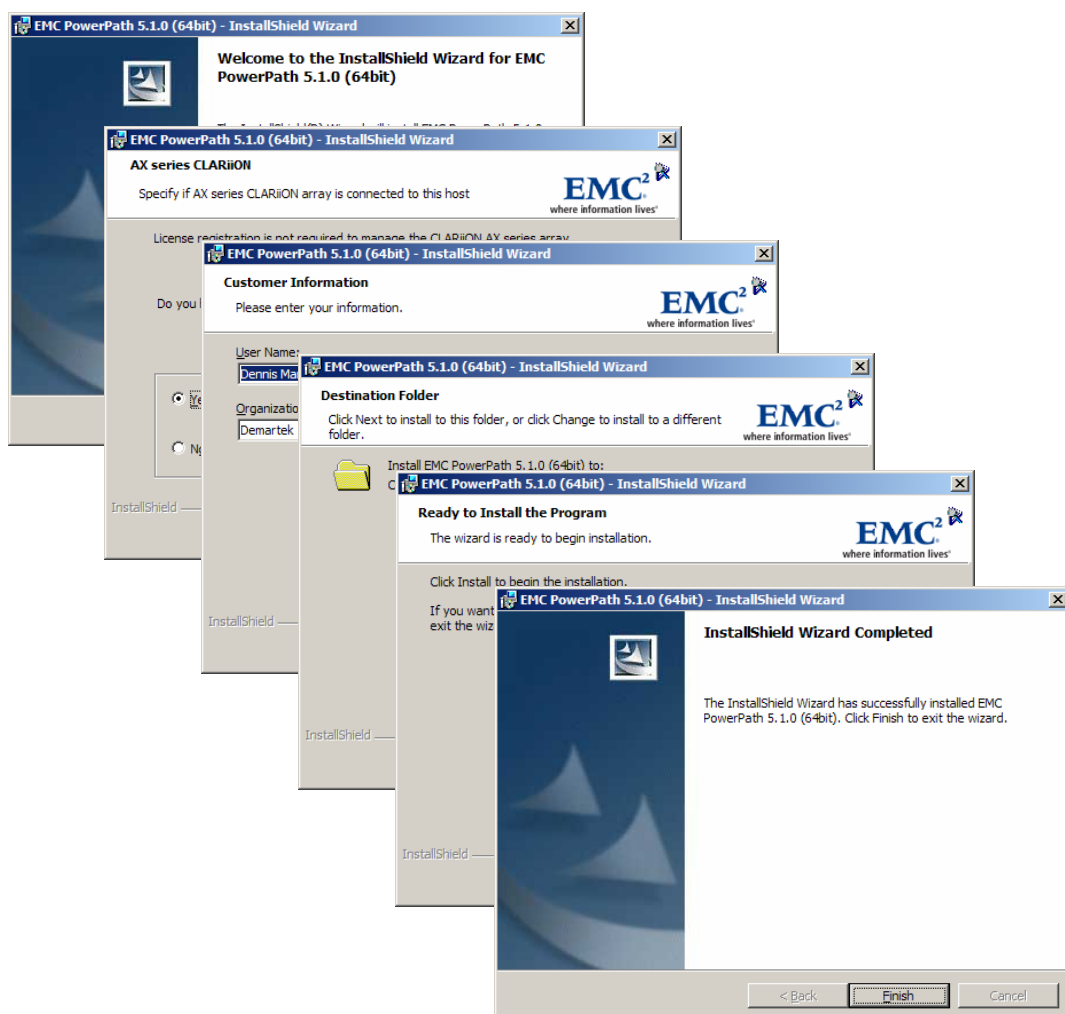 EMC PowerPath 5.1.0 (64bit) - InstallShield Wizard
Welcome to the InstallShield Wizard for EMC
PowerPath 5.1.0 (64bit)
EMC PowerPath 5.1.0 (64bit) - InstallShield Wizard
AX series CLARiiON
Specify if AX series CLARiiON array is connected to this host
EMC²
where information lives®
License registration is not required to manage the CLARiiON AX series array
Do you
InstallShield
EMC PowerPath 5.1.0 (64bit) - InstallShield Wizard
Customer Information
Please enter your information.
EMC²
where information lives®
User Name:
Dennis
Demartek
InstallShield
EMC PowerPath 5.1.0 (64bit) - InstallShield Wizard
Destination Folder
Click Next to install to this folder, or click Change to install to a different
folder.
EMC²
where information lives®
Install EMC PowerPath 5.1.0 (64bit) to:
InstallShield
EMC PowerPath 5.1.0 (64bit) - InstallShield Wizard
Ready to Install the Program
The wizard is ready to begin installation.
EMC²
where information lives®
Click Install to begin the installation.
If you want
exit the
InstallShield
EMC PowerPath 5.1.0 (64bit) - InstallShield Wizard
InstallShield Wizard Completed
The InstallShield Wizard has successfully installed EMC
PowerPath 5.1.0 (64bit). Click Finish to exit the wizard.
< Back
Finish
Cancel